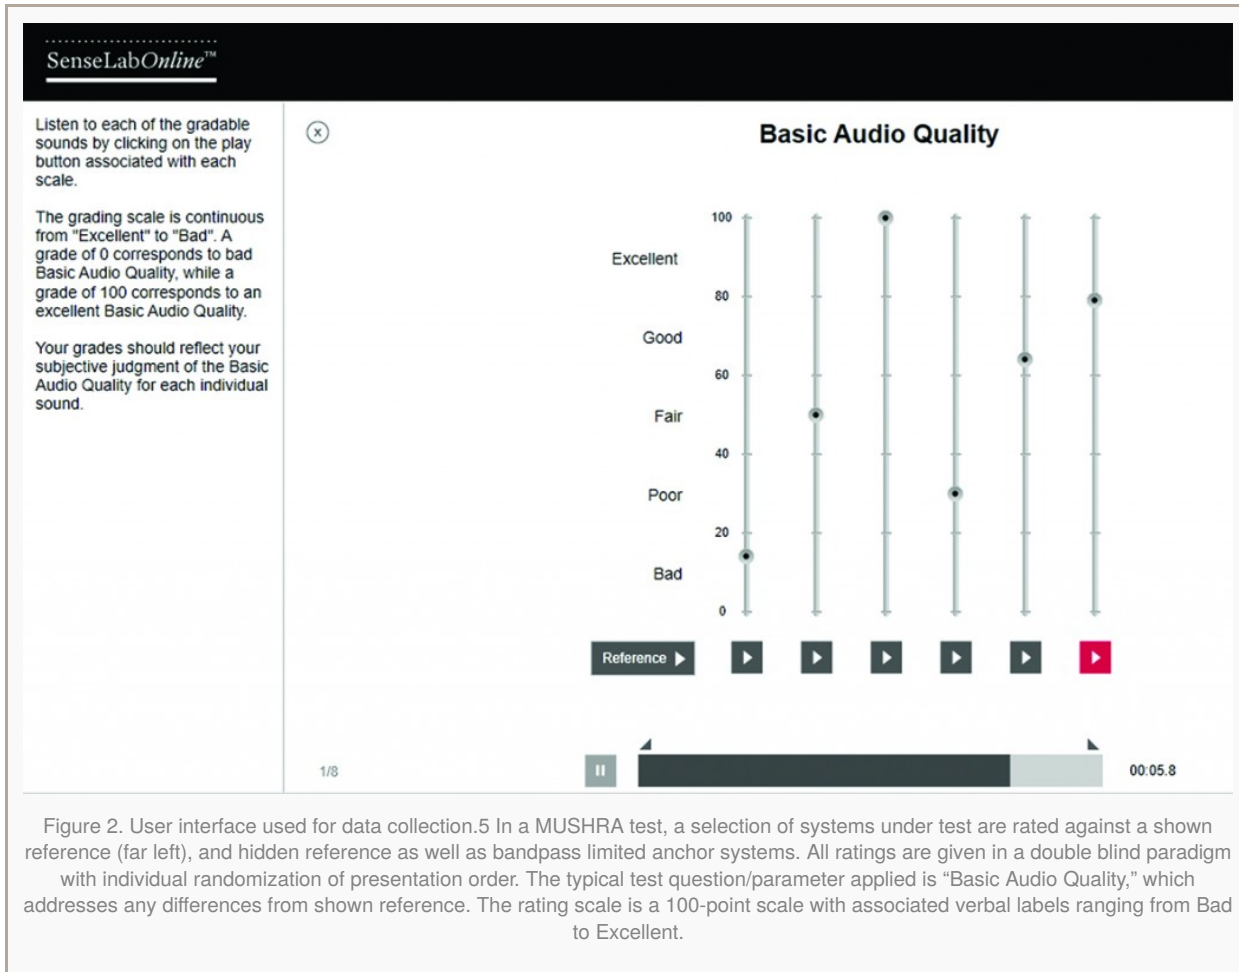 SenseLabOnline™
Listen to each of the gradable
sounds by clicking on the play
button associated with each
scale.
The grading scale is continuous
from "Excellent" to "Bad". A
grade of 0 corresponds to bad
Basic Audio Quality, while a
grade of 100 corresponds to an
excellent Basic Audio Quality.
Your grades should reflect your
subjective judgment of the Basic
Audio Quality for each individual
sound.
x
Basic Audio Quality
100
Excellent
80
Good
60
Fair
40
Poor
20
Bad
0
Reference
1/8
00:05.8
Figure 2. User interface used for data collection.5 In a MUSHRA test, a selection of systems under test are rated against a shown
reference (far left), and hidden reference as well as bandpass limited anchor systems. All ratings are given in a double blind paradigm
with individual randomization of presentation order. The typical test question/parameter applied is “Basic Audio Quality,” which
addresses any differences from shown reference. The rating scale is a 100-point scale with associated verbal labels ranging from Bad
to Excellent.